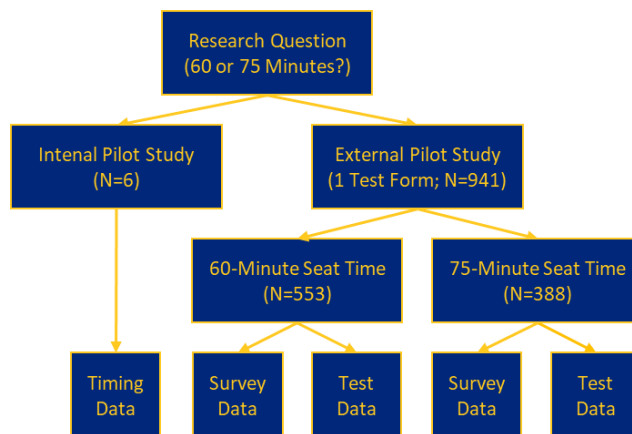 Research Question
(60 or 75 Minutes?)
Intenal Pilot Study
(N=6)
External Pilot Study
(1 Test Form; N=941)
60-Minute Seat Time
(N=553)
75-Minute Seat Time
(N=388)
Timing
Data
Survey
Data
Test
Data
Survey
Data
Test
Data